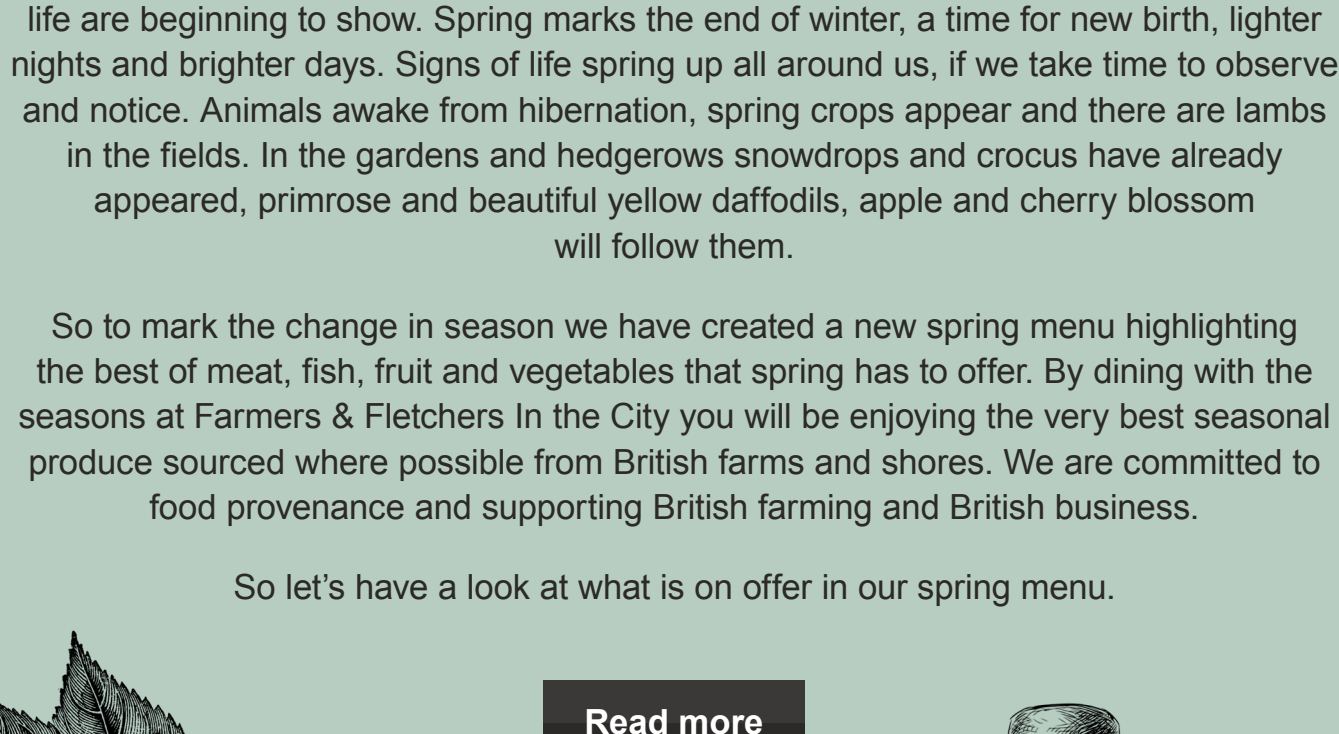 life are beginning to show. Spring marks the end of winter, a time for new birth, lighter
nights and brighter days. Signs of life spring up all around us, if we take time to observe
and notice. Animals awake from hibernation, spring crops appear and there are lambs
in the fields. In the gardens and hedgerows snowdrops and crocus have already
appeared, primrose and beautiful yellow daffodils, apple and cherry blossom
will follow them.
So to mark the change in season we have created a new spring menu highlighting
the best of meat, fish, fruit and vegetables that spring has to offer. By dining with the
seasons at Farmers & Fletchers In the City you will be enjoying the very best seasonal
produce sourced where possible from British farms and shores. We are committed to
food provenance and supporting British farming and British business.
So let’s have a look at what is on offer in our spring menu.
Read more